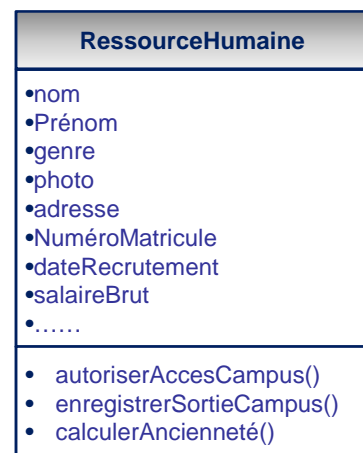 RessourceHumaine
•nom
•Prénom
•genre
•photo
•adresse
•NuméroMatricule
•dateRecrutement
•salaireBrut
•……
• autoriserAccesCampus()
• enregistrerSortieCampus()
• calculerAncienneté()